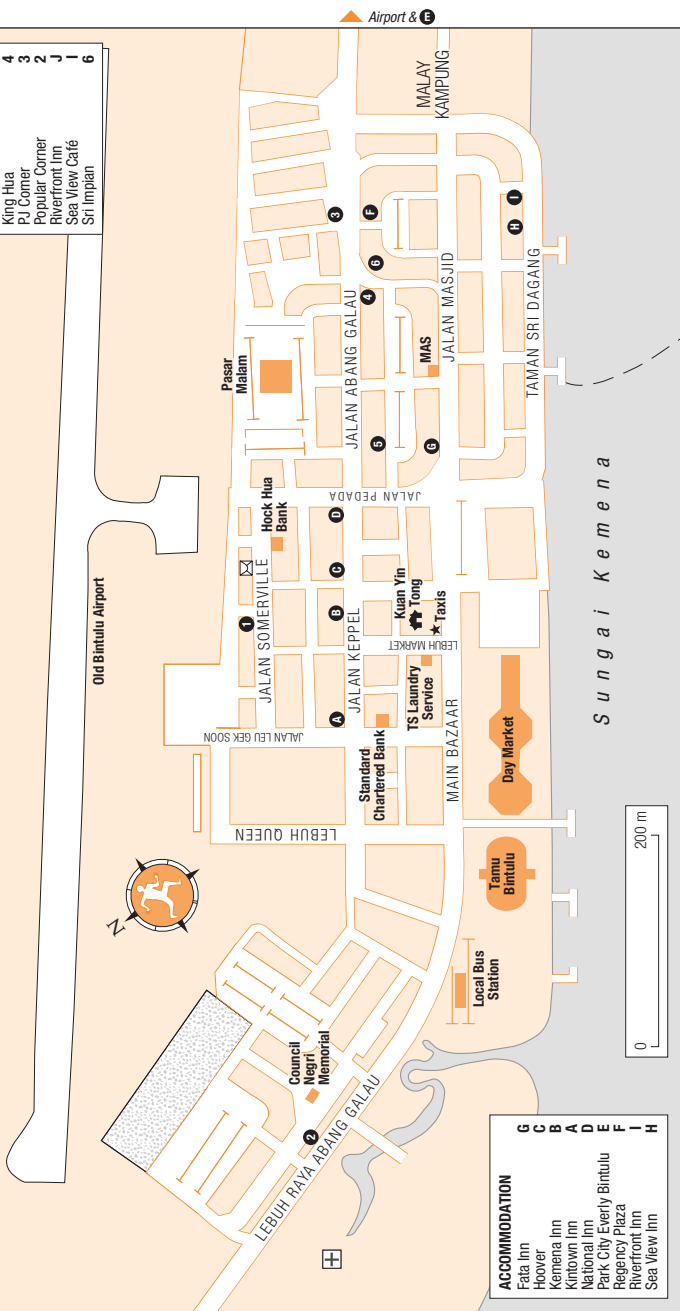 Airport & E
King Hua 4
PJ Corner 3
Popular Corner 2
Riverfront Inn J
Sea View Café I
Sri Impian 6
MALAY
KAMPUNG
3
F
I
H
6
4
Pasar
Malam
JALAN ABANG GALAU
JALAN MASJID
TAMAN SRI DAGANG
MAS
5
G
JALAN PEDADA
Old Bintulu Airport
Hock Hua
Bank
D
C
B
1
A
JALAN SOMERVILLE
JALAN KEPPEL
Kuan Yin
Tong
Taxis
LEBUH MARKET
TS Laundry
Service
Standard
Chartered Bank
JALAN LEU GEK SOON
MAIN BAZAAR
Day Market
Sungai Kemena
LEBUH QUEEN
Tamu
Bintulu
N
Local Bus
Station
Council
Negri
Memorial
2
LEBUH RAYA ABANG GALAU
0 200 m
ACCOMMODATION
Fata Inn G
Hoover C
Kemena Inn B
Kintown Inn A
National Inn D
Park City Everly Bintulu E
Regency Plaza F
Riverfront Inn I
Sea View Inn H